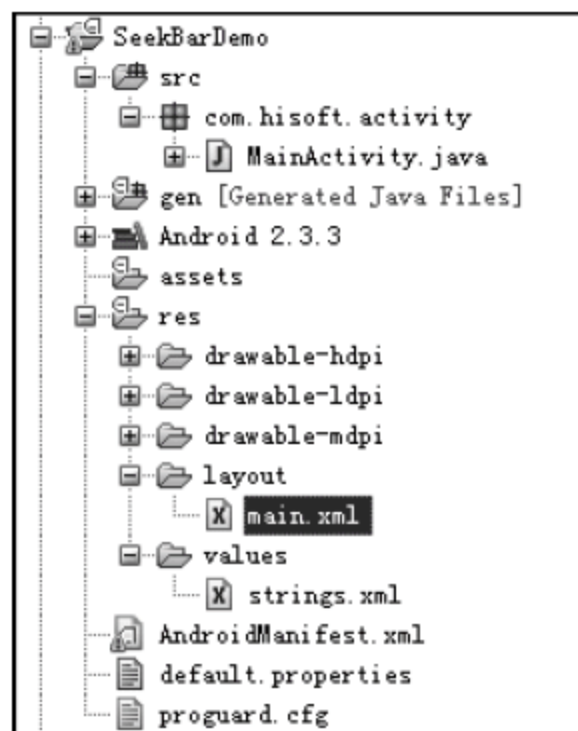 SeekBarDemo
src
com.hisoft.activity
MainActivity.java
gen [Generated Java Files]
Android 2.3.3
assets
res
drawable-hdpi
drawable-ldpi
drawable-mdpi
layout
main.xml
values
strings.xml
AndroidManifest.xml
default.properties
proguard.cfg